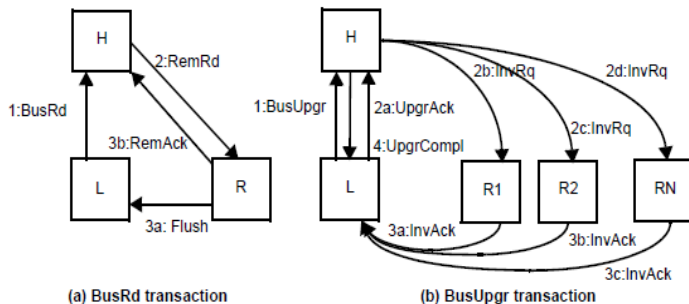 H
2:RemRd
1:BusRd
3b:RemAck
L
R
3a: Flush
(a) BusRd transaction
H
2b:InvRq
2d:InvRq
1:BusUpgr
2a:UpgrAck
2c:InvRq
4:UpgrCompl
L
R1
R2
RN
3a:InvAck
3b:InvAck
3c:InvAck
(b) BusUpgr transaction